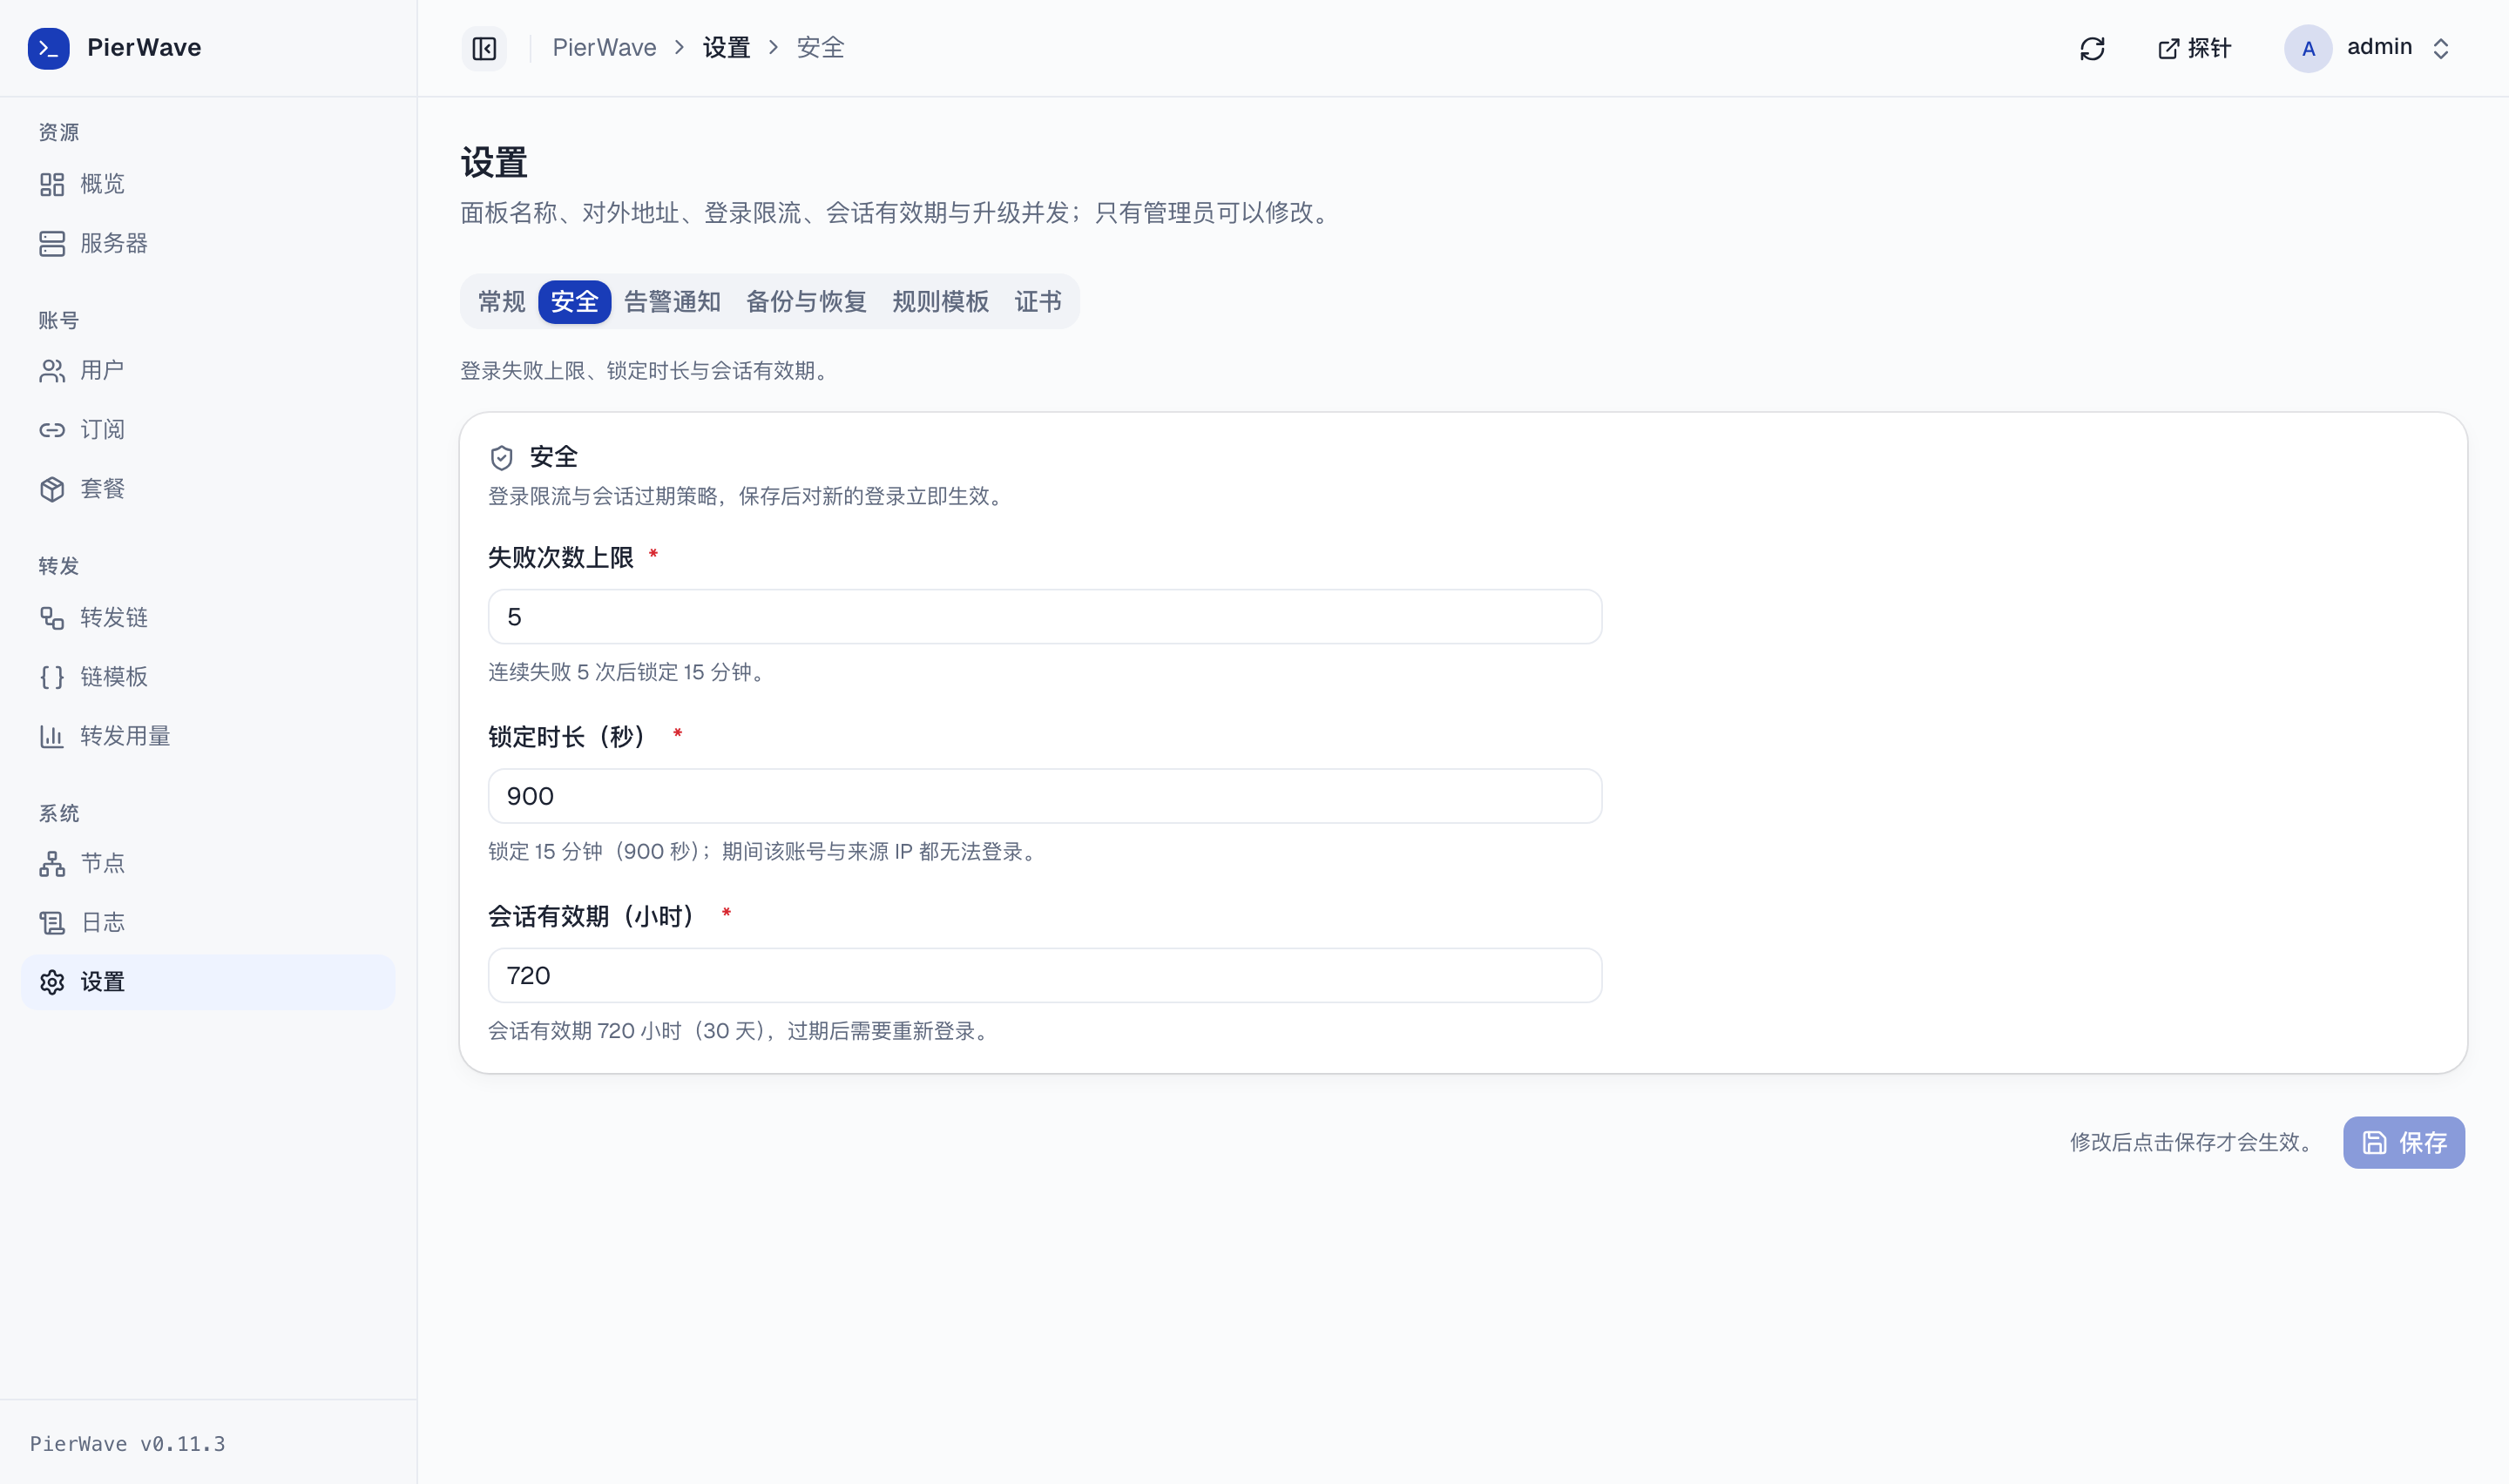 PierWave
PierWave > 设置 > 安全
探针
A
admin
资源
概览
服务器
账号
用户
订阅
套餐
转发
转发链
链模板
转发用量
系统
节点
日志
设置
PierWave v0.11.3
设置
面板名称、对外地址、登录限流、会话有效期与升级并发；只有管理员可以修改。
常规 安全 告警通知 备份与恢复 规则模板 证书
登录失败上限、锁定时长与会话有效期。
安全
登录限流与会话过期策略，保存后对新的登录立即生效。
失败次数上限 *
5
连续失败 5 次后锁定 15 分钟。
锁定时长（秒） *
900
锁定 15 分钟（900 秒）；期间该账号与来源 IP 都无法登录。
会话有效期（小时） *
720
会话有效期 720 小时（30 天），过期后需要重新登录。
修改后点击保存才会生效。
保存